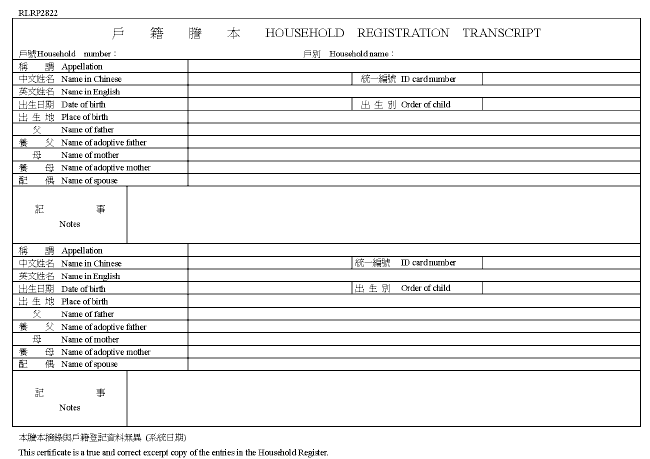 RLRP2822
戶 籍 謄 本 HOUSEHOLD REGISTRATION TRANSCRIPT
戶號Household number： 戶別 Household name：
稱 謂 Appellation
中文姓名 Name in Chinese 統一編號 ID card number
英文姓名 Name in English
出生日期 Date of birth 出 生 別 Order of child
出 生 地 Place of birth
父 Name of father
養 父 Name of adoptive father
母 Name of mother
養 母 Name of adoptive mother
配 偶 Name of spouse
記 事
Notes
稱 謂 Appellation
中文姓名 Name in Chinese 統一編號 ID card number
英文姓名 Name in English
出生日期 Date of birth 出 生 別 Order of child
出 生 地 Place of birth
父 Name of father
養 父 Name of adoptive father
母 Name of mother
養 母 Name of adoptive mother
配 偶 Name of spouse
記 事
Notes
本謄本摘錄與戶籍登記資料無異 (系統日期)
This certificate is a true and correct excerpt copy of the entries in the Household Register.